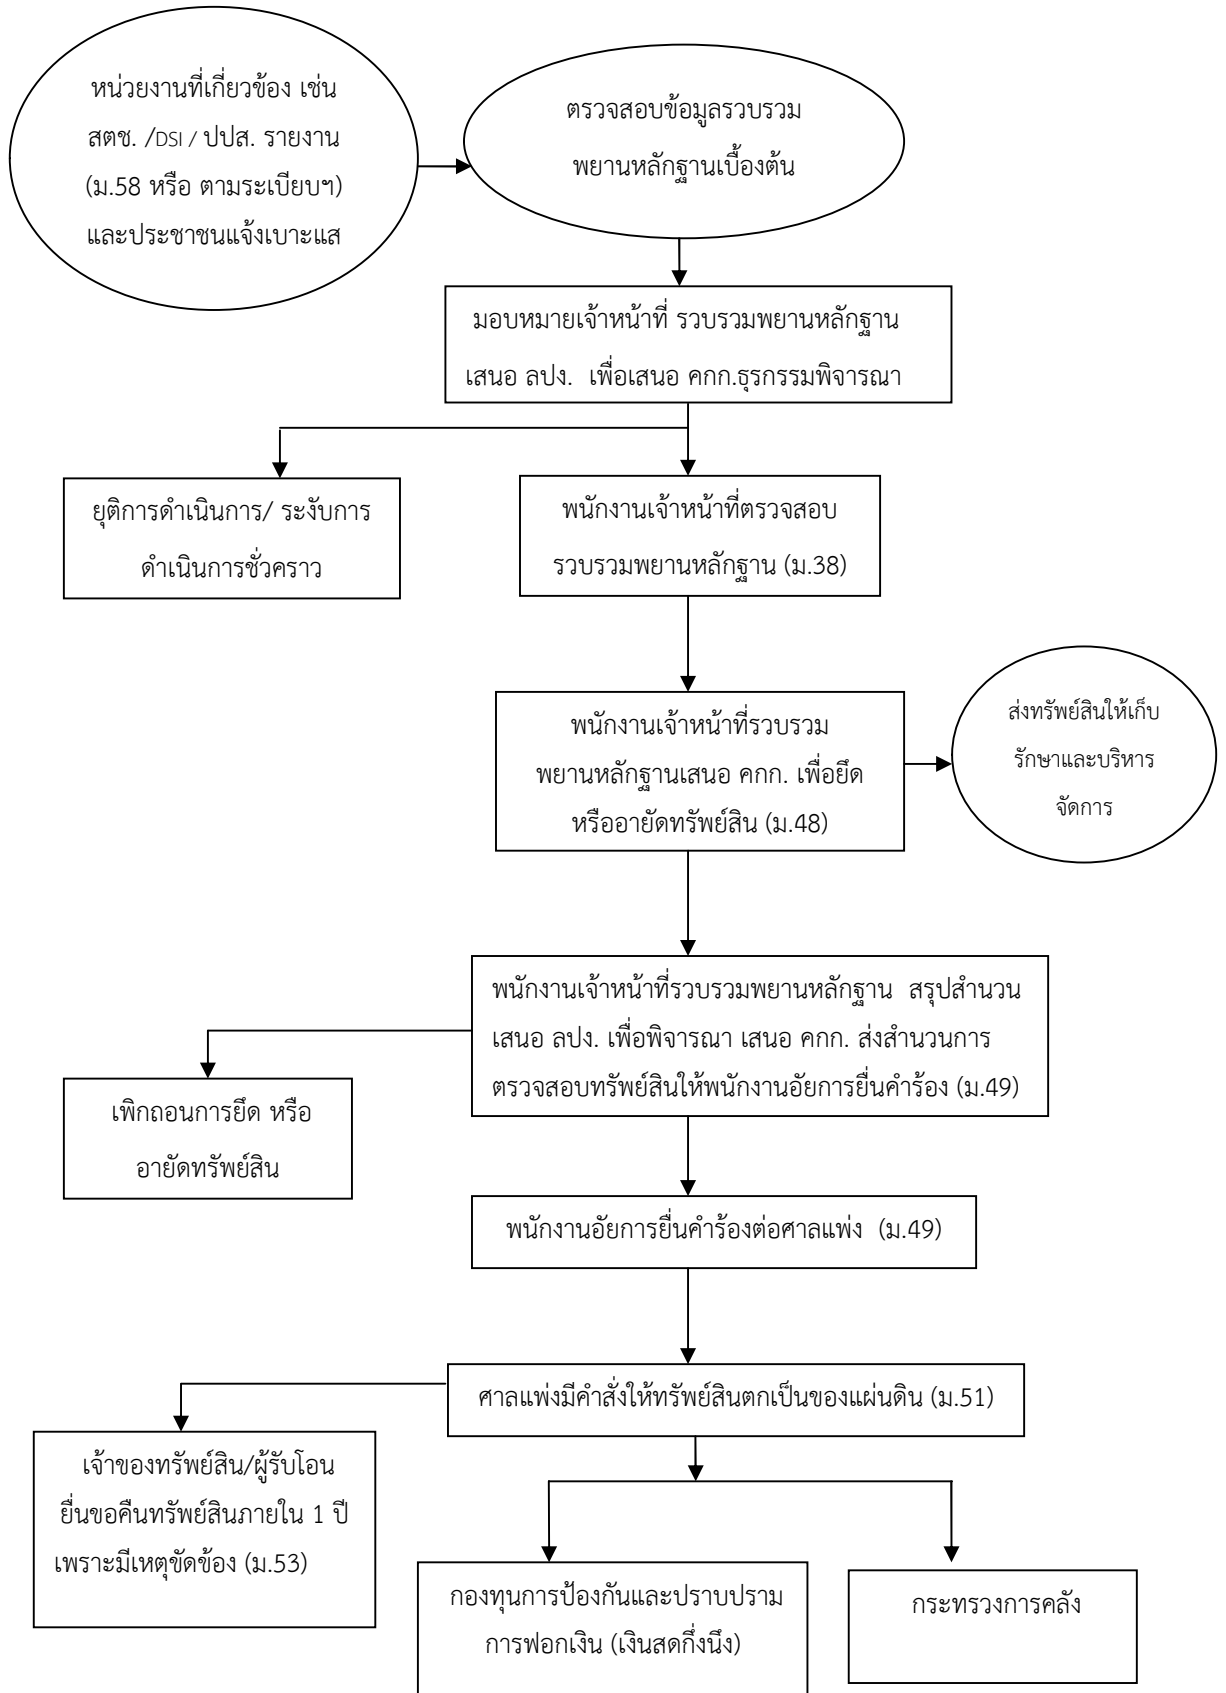 หน่วยงานที่เกี่ยวข้อง เช่น
สตช. /DSI / ปปส. รายงาน
(ม.58 หรือ ตามระเบียบฯ)
และประชาชนแจ้งเบาะแส
ตรวจสอบข้อมูลรวบรวม
พยานหลักฐานเบื้องต้น
มอบหมายเจ้าหน้าที่ รวบรวมพยานหลักฐาน
เสนอ ลปง. เพื่อเสนอ คกก.ธุรกรรมพิจารณา
ยุติการดำเนินการ/ ระงับการ
ดำเนินการชั่วคราว
พนักงานเจ้าหน้าที่ตรวจสอบ
รวบรวมพยานหลักฐาน (ม.38)
พนักงานเจ้าหน้าที่รวบรวม
พยานหลักฐานเสนอ คกก. เพื่อยึด
หรืออายัดทรัพย์สิน (ม.48)
ส่งทรัพย์สินให้เก็บ
รักษาและบริหาร
จัดการ
พนักงานเจ้าหน้าที่รวบรวมพยานหลักฐาน สรุปสำนวน
เสนอ ลปง. เพื่อพิจารณา เสนอ คกก. ส่งสำนวนการ
ตรวจสอบทรัพย์สินให้พนักงานอัยการยื่นคำร้อง (ม.49)
เพิกถอนการยึด หรือ
อายัดทรัพย์สิน
พนักงานอัยการยื่นคำร้องต่อศาลแพ่ง (ม.49)
ศาลแพ่งมีคำสั่งให้ทรัพย์สินตกเป็นของแผ่นดิน (ม.51)
เจ้าของทรัพย์สิน/ผู้รับโอน
ยื่นขอคืนทรัพย์สินภายใน 1 ปี
เพราะมีเหตุขัดข้อง (ม.53)
กองทุนการป้องกันและปราบปราม
การฟอกเงิน (เงินสดกึ่งนึง)
กระทรวงการคลัง